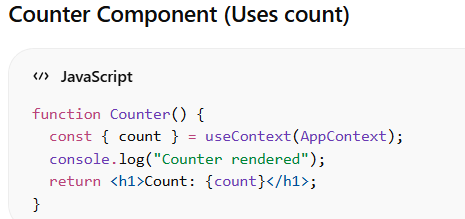 Counter Component (Uses count)
</> JavaScript
function Counter() {
  const { count } = useContext(AppContext);
  console.log("Counter rendered");
  return <h1>Count: {count}</h1>;
}